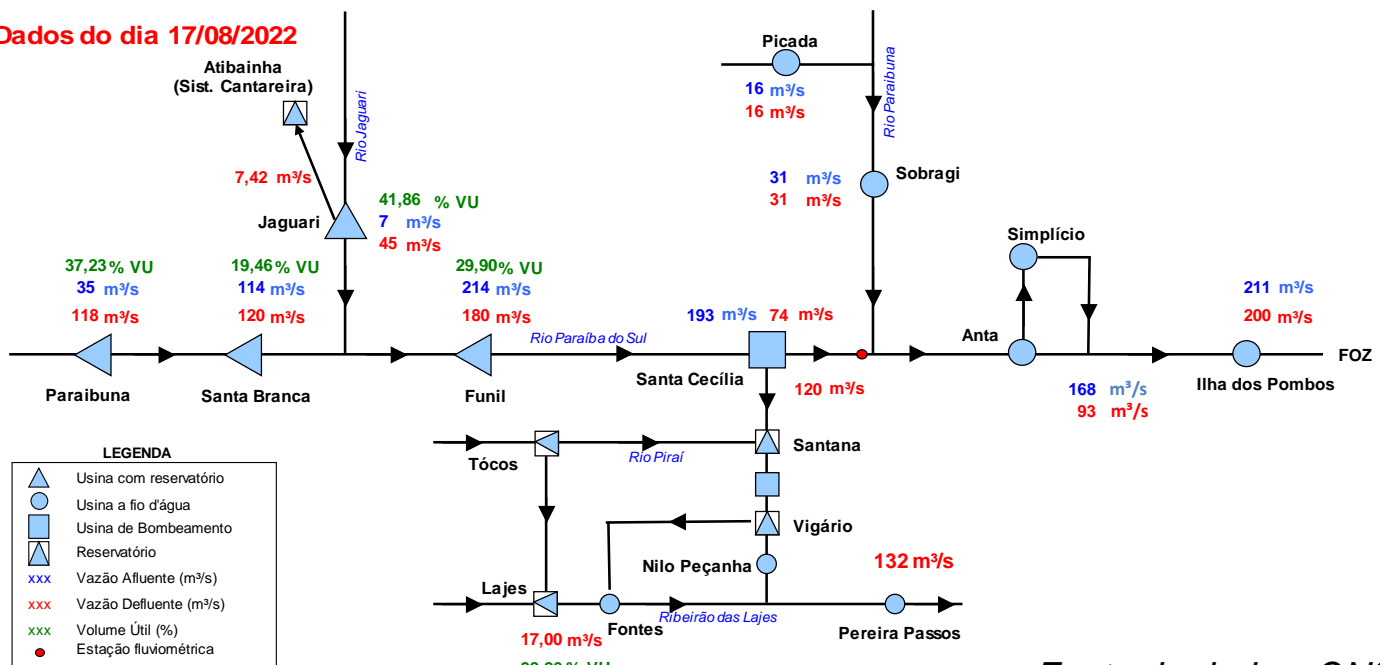 Dados do dia 17/08/2022
Atibainha
(Sist. Cantareira)
Rio Jaguari
7,42 m³/s
Jaguari
41,86 % VU
7 m³/s
45 m³/s
Picada
16 m³/s
16 m³/s
Rio Paraibuna
31 m³/s
31 m³/s
Sobragi
Simplício
37,23 % VU
35 m³/s
118 m³/s
Paraibuna
19,46 % VU
114 m³/s
120 m³/s
Santa Branca
29,90 % VU
214 m³/s
180 m³/s
Funil
Rio Paraíba do Sul
193 m³/s 74 m³/s
Santa Cecília
120 m³/s
Anta
168 m³/s
93 m³/s
211 m³/s
200 m³/s
Ilha dos Pombos
FOZ
Tócos
Rio Piraí
Santana
Vigário
Nilo Peçanha
132 m³/s
Lajes
Fontes
Ribeirão das Lajes
Pereira Passos
17,00 m³/s
LEGENDA
Usina com reservatório
Usina a fio d'água
Usina de Bombeamento
Reservatório
xxx Vazão Afluente (m³/s)
xxx Vazão Defluente (m³/s)
xxx Volume Útil (%)
Estação fluviométrica